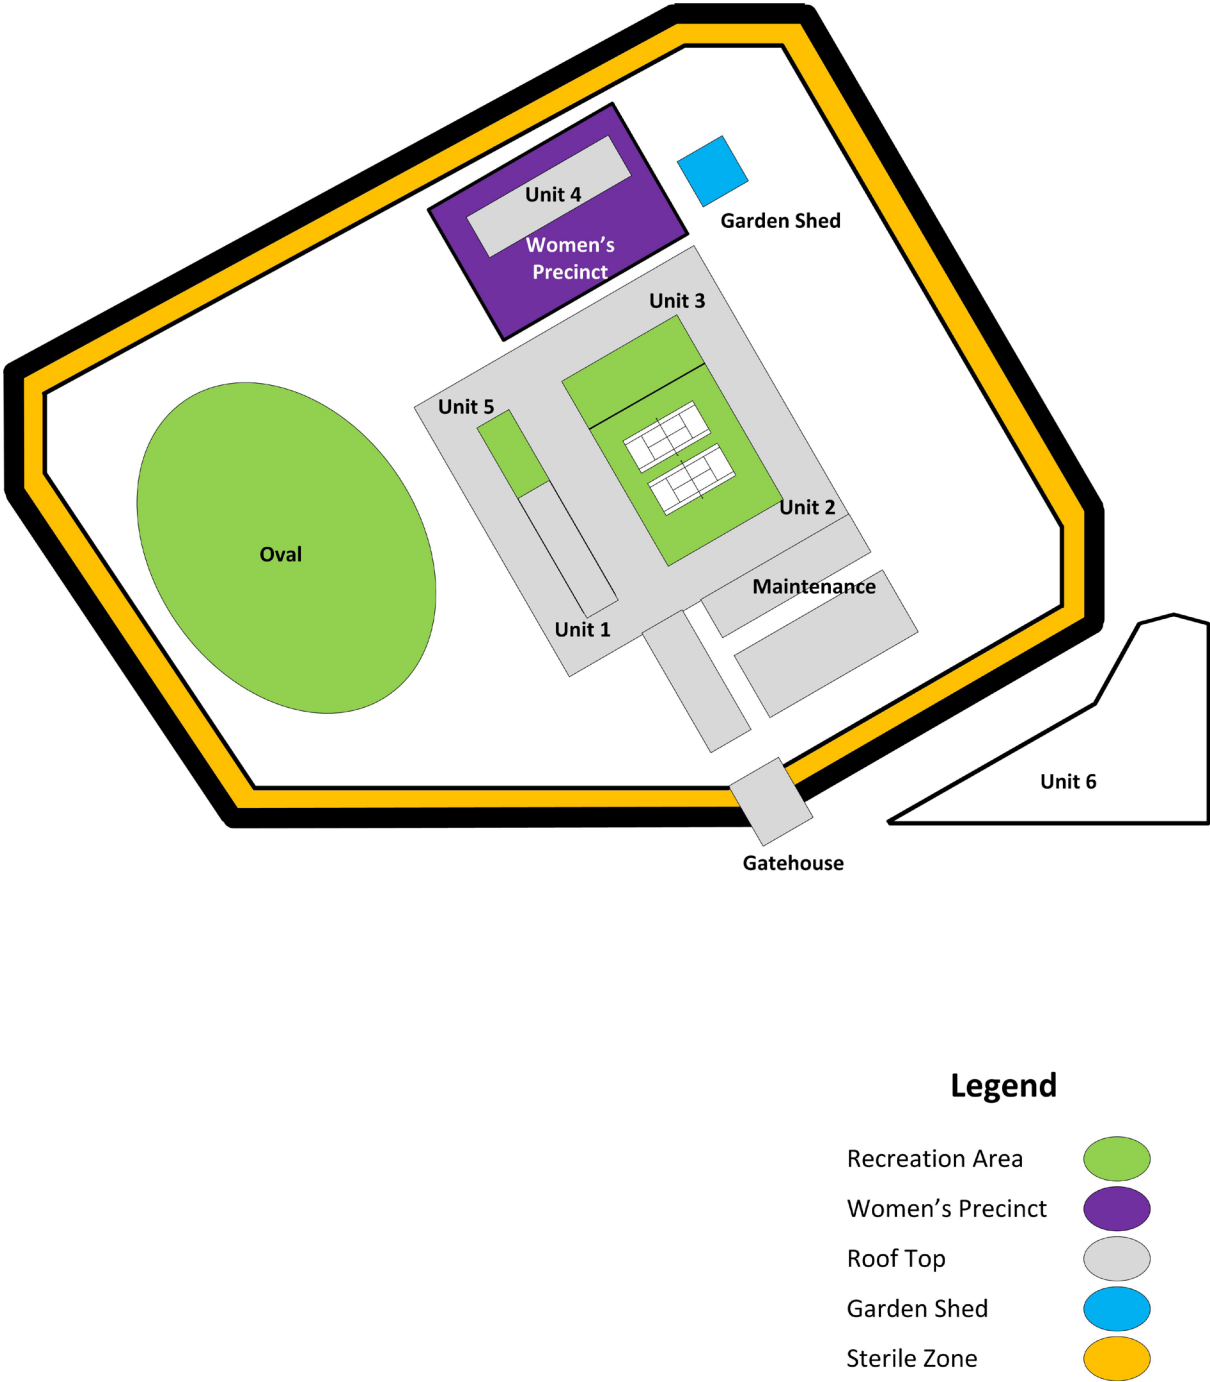 Unit 4
Women’s
Precinct
Garden Shed
Unit 3
Unit 5
Unit 2
Oval
Maintenance
Unit 1
Unit 6
Gatehouse
Legend
Recreation Area
Women’s Precinct
Roof Top
Garden Shed
Sterile Zone